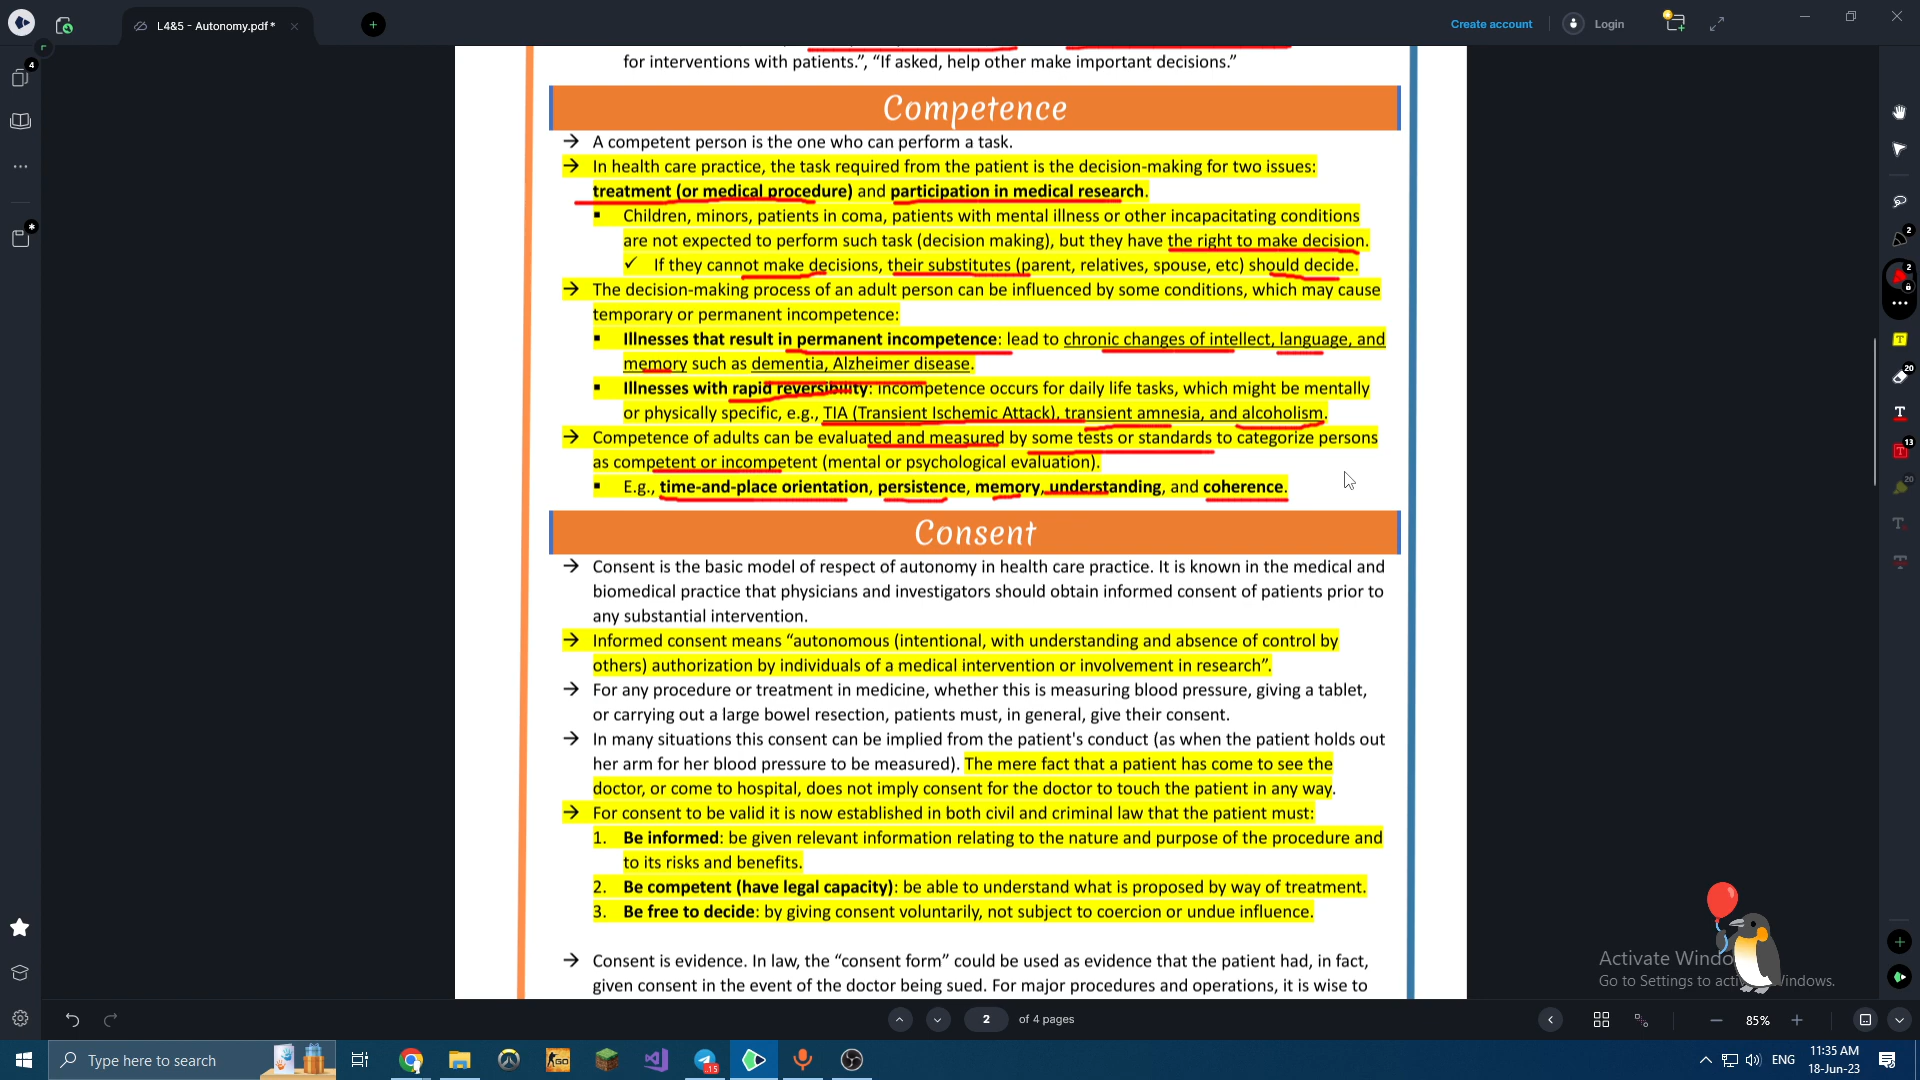 L4&5 - Autonomy.pdf*
Create account
Login
4
for interventions with patients.”, “If asked, help other make important decisions.”
Competence
→ A competent person is the one who can perform a task.
→ In health care practice, the task required from the patient is the decision-making for two issues:
treatment (or medical procedure) and participation in medical research.
▪ Children, minors, patients in coma, patients with mental illness or other incapacitating conditions
are not expected to perform such task (decision making), but they have the right to make decision.
✓ If they cannot make decisions, their substitutes (parent, relatives, spouse, etc) should decide.
→ The decision-making process of an adult person can be influenced by some conditions, which may cause
temporary or permanent incompetence:
▪ Illnesses that result in permanent incompetence: lead to chronic changes of intellect, language, and
memory such as dementia, Alzheimer disease.
▪ Illnesses with rapid reversibility: incompetence occurs for daily life tasks, which might be mentally
or physically specific, e.g., TIA (Transient Ischemic Attack), transient amnesia, and alcoholism.
→ Competence of adults can be evaluated and measured by some tests or standards to categorize persons
as competent or incompetent (mental or psychological evaluation).
▪ E.g., time-and-place orientation, persistence, memory, understanding, and coherence.
Consent
→ Consent is the basic model of respect of autonomy in health care practice. It is known in the medical and
biomedical practice that physicians and investigators should obtain informed consent of patients prior to
any substantial intervention.
→ Informed consent means “autonomous (intentional, with understanding and absence of control by
others) authorization by individuals of a medical intervention or involvement in research”.
→ For any procedure or treatment in medicine, whether this is measuring blood pressure, giving a tablet,
or carrying out a large bowel resection, patients must, in general, give their consent.
→ In many situations this consent can be implied from the patient's conduct (as when the patient holds out
her arm for her blood pressure to be measured). The mere fact that a patient has come to see the
doctor, or come to hospital, does not imply consent for the doctor to touch the patient in any way.
→ For consent to be valid it is now established in both civil and criminal law that the patient must:
1. Be informed: be given relevant information relating to the nature and purpose of the procedure and
to its risks and benefits.
2. Be competent (have legal capacity): be able to understand what is proposed by way of treatment.
3. Be free to decide: by giving consent voluntarily, not subject to coercion or undue influence.
→ Consent is evidence. In law, the “consent form” could be used as evidence that the patient had, in fact,
given consent in the event of the doctor being sued. For major procedures and operations, it is wise to
2
2
20
13
20
Go to Settings to
2
of 4 pages
85%
Type here to search
GO
15
ENG
11:35 AM
18-Jun-23